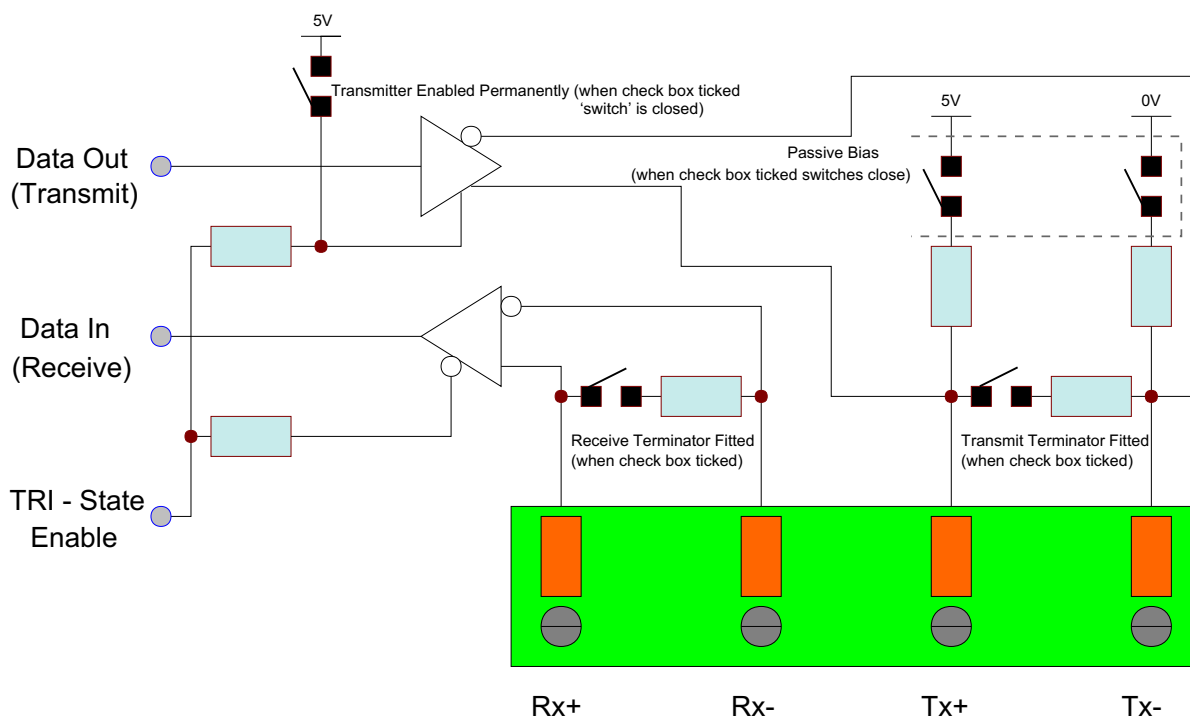 5V
Transmitter Enabled Permanently (when check box ticked
'switch' is closed)
5V
0V
Data Out
(Transmit)
Passive Bias
(when check box ticked switches close)
Data In
(Receive)
Receive Terminator Fitted
(when check box ticked)
Transmit Terminator Fitted
(when check box ticked)
TRI - State
Enable
Rx+
Rx-
Tx+
Tx-